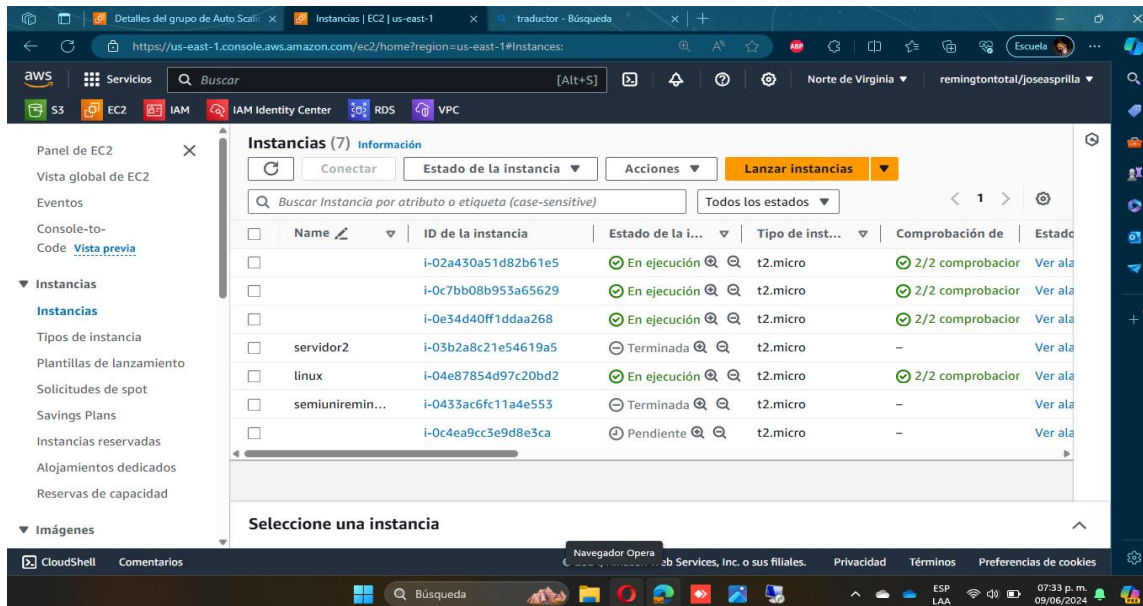 Detalles del grupo de Auto Scali
Instancias | EC2 | us-east-1
traductor - Búsqueda
https://us-east-1.console.aws.amazon.com/ec2/home?region=us-east-1#Instances:
ABP
Escuela
aws
Servicios
Buscar
[Alt+S]
Norte de Virginia
remingtontotal/joseasprilla
S3
EC2
IAM
IAM Identity Center
RDS
VPC
Panel de EC2
Vista global de EC2
Eventos
Console-to-
Code Vista previa
Instancias
Instancias
Tipos de instancia
Plantillas de lanzamiento
Solicitudes de spot
Savings Plans
Instancias reservadas
Alojamientos dedicados
Reservas de capacidad
Imágenes
Instancias (7) Información
Conectar
Estado de la instancia
Acciones
Lanzar instancias
Buscar Instancia por atributo o etiqueta (case-sensitive)
Todos los estados
1
Name ID de la instancia Estado de la i... Tipo de inst... Comprobación de Estado
i-02a430a51d82b61e5 En ejecución t2.micro 2/2 comprobacior Ver ala
i-0c7bb08b953a65629 En ejecución t2.micro 2/2 comprobacior Ver ala
i-0e34d40ff1ddaa268 En ejecución t2.micro 2/2 comprobacior Ver ala
servidor2 i-03b2a8c21e54619a5 Terminada t2.micro – Ver ala
linux i-04e87854d97c20bd2 En ejecución t2.micro 2/2 comprobacior Ver ala
semiuniremin... i-0433ac6fc11a4e553 Terminada t2.micro – Ver ala
i-0c4ea9cc3e9d8e3ca Pendiente t2.micro – Ver ala
Seleccione una instancia
CloudShell
Comentarios
Navegador Opera
eb Services, Inc. o sus filiales.
Privacidad
Términos
Preferencias de cookies
Búsqueda
ESP
LAA
07:33 p. m.
09/06/2024